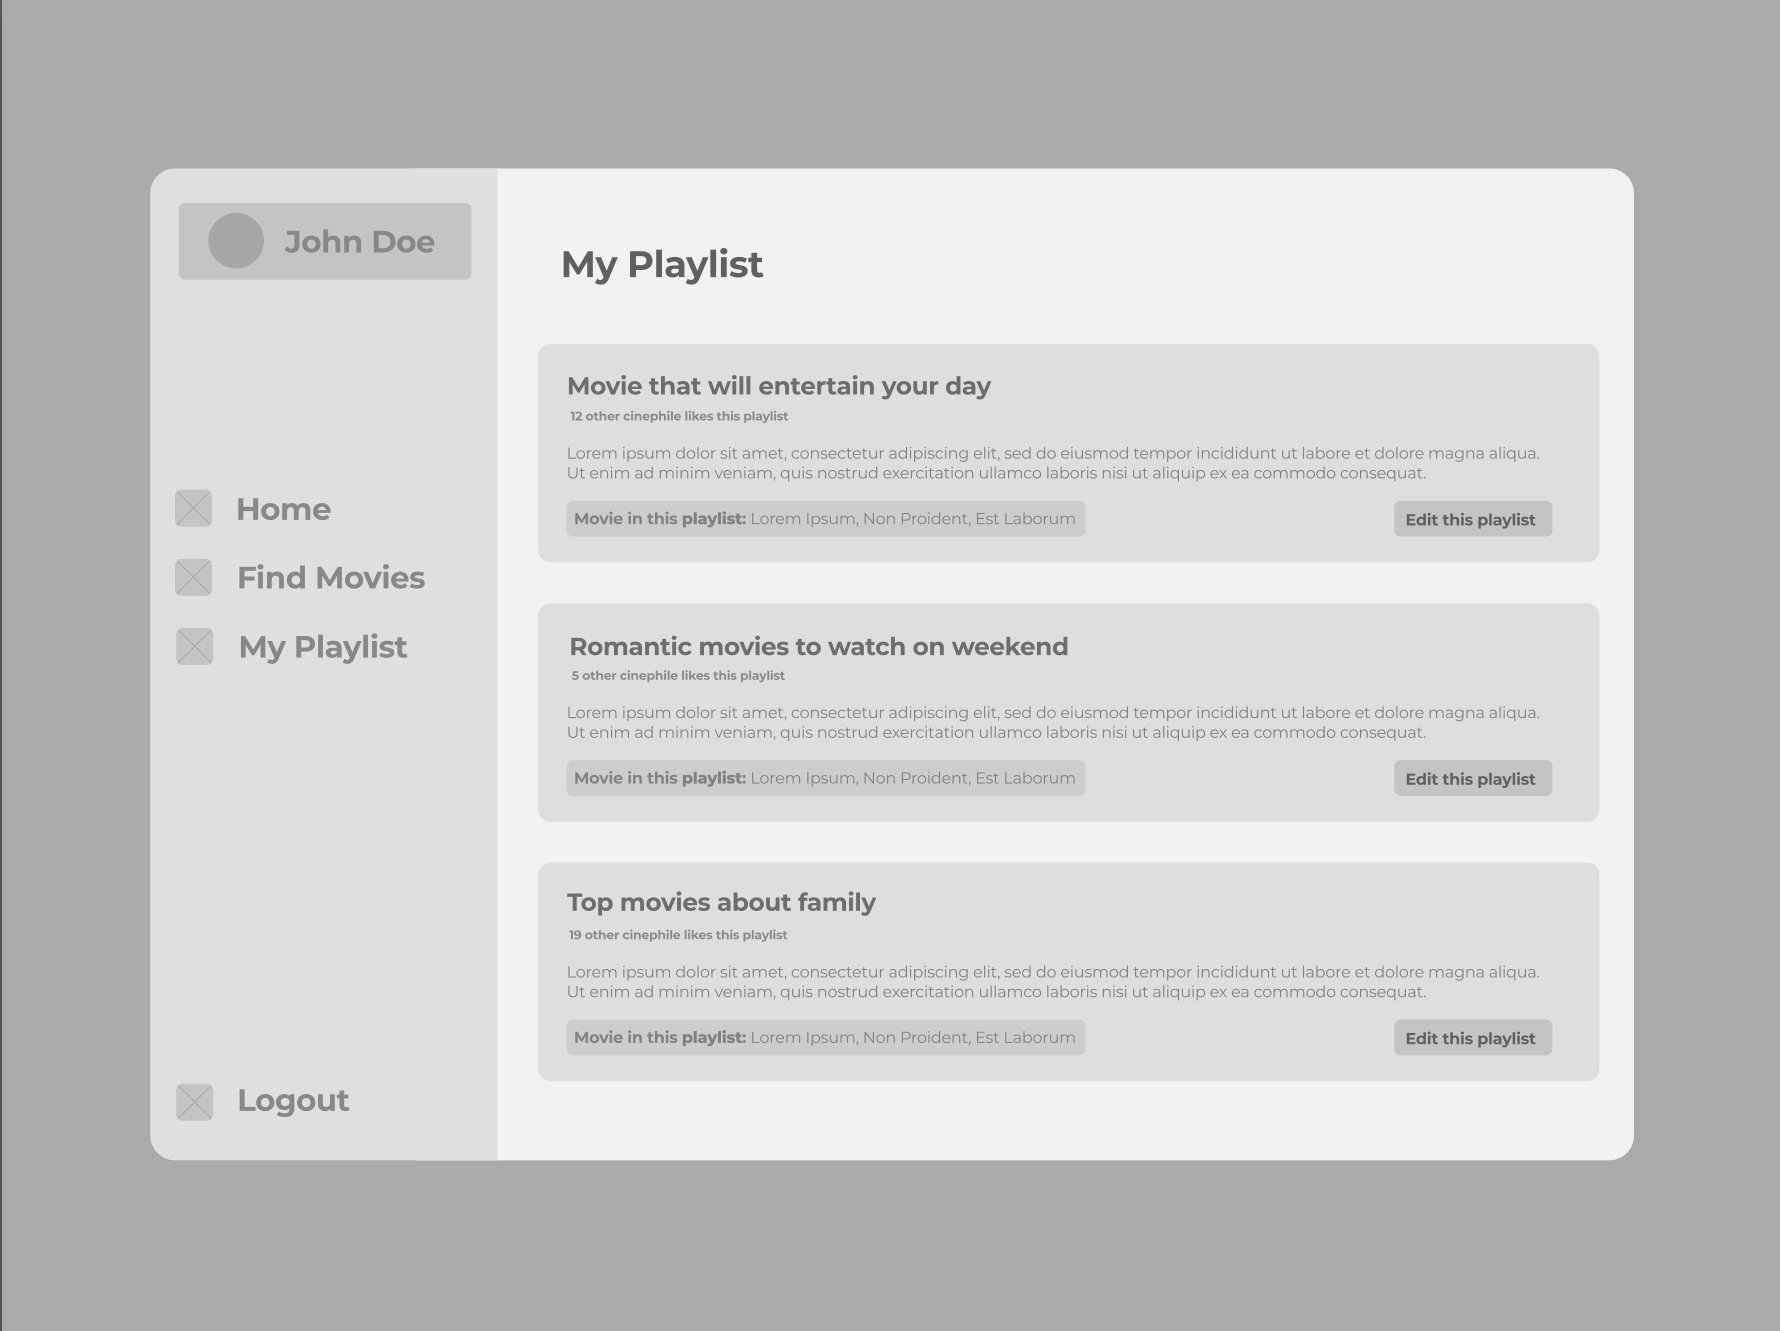 John Doe
Home
Find Movies
My Playlist
Logout
My Playlist
Movie that will entertain your day
12 other cinephile likes this playlist
Lorem ipsum dolor sit amet, consectetur adipiscing elit, sed do eiusmod tempor incididunt ut labore et dolore magna aliqua.
Ut enim ad minim veniam, quis nostrud exercitation ullamco laboris nisi ut aliquip ex ea commodo consequat.
Movie in this playlist: Lorem Ipsum, Non Proident, Est Laborum
Edit this playlist
Romantic movies to watch on weekend
5 other cinephile likes this playlist
Lorem ipsum dolor sit amet, consectetur adipiscing elit, sed do eiusmod tempor incididunt ut labore et dolore magna aliqua.
Ut enim ad minim veniam, quis nostrud exercitation ullamco laboris nisi ut aliquip ex ea commodo consequat.
Movie in this playlist: Lorem Ipsum, Non Proident, Est Laborum
Edit this playlist
Top movies about family
19 other cinephile likes this playlist
Lorem ipsum dolor sit amet, consectetur adipiscing elit, sed do eiusmod tempor incididunt ut labore et dolore magna aliqua.
Ut enim ad minim veniam, quis nostrud exercitation ullamco laboris nisi ut aliquip ex ea commodo consequat.
Movie in this playlist: Lorem Ipsum, Non Proident, Est Laborum
Edit this playlist